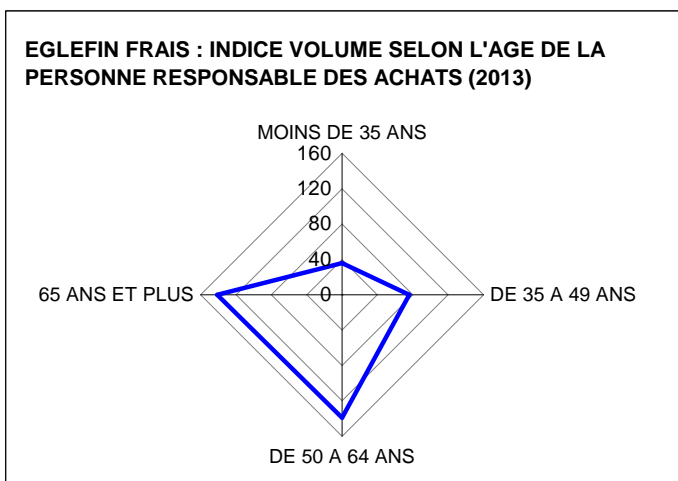 EGLEFIN FRAIS : INDICE VOLUME SELON L'AGE DE LA
PERSONNE RESPONSABLE DES ACHATS (2013)
MOINS DE 35 ANS
160
120
80
40
0
65 ANS ET PLUS
DE 35 A 49 ANS
DE 50 A 64 ANS